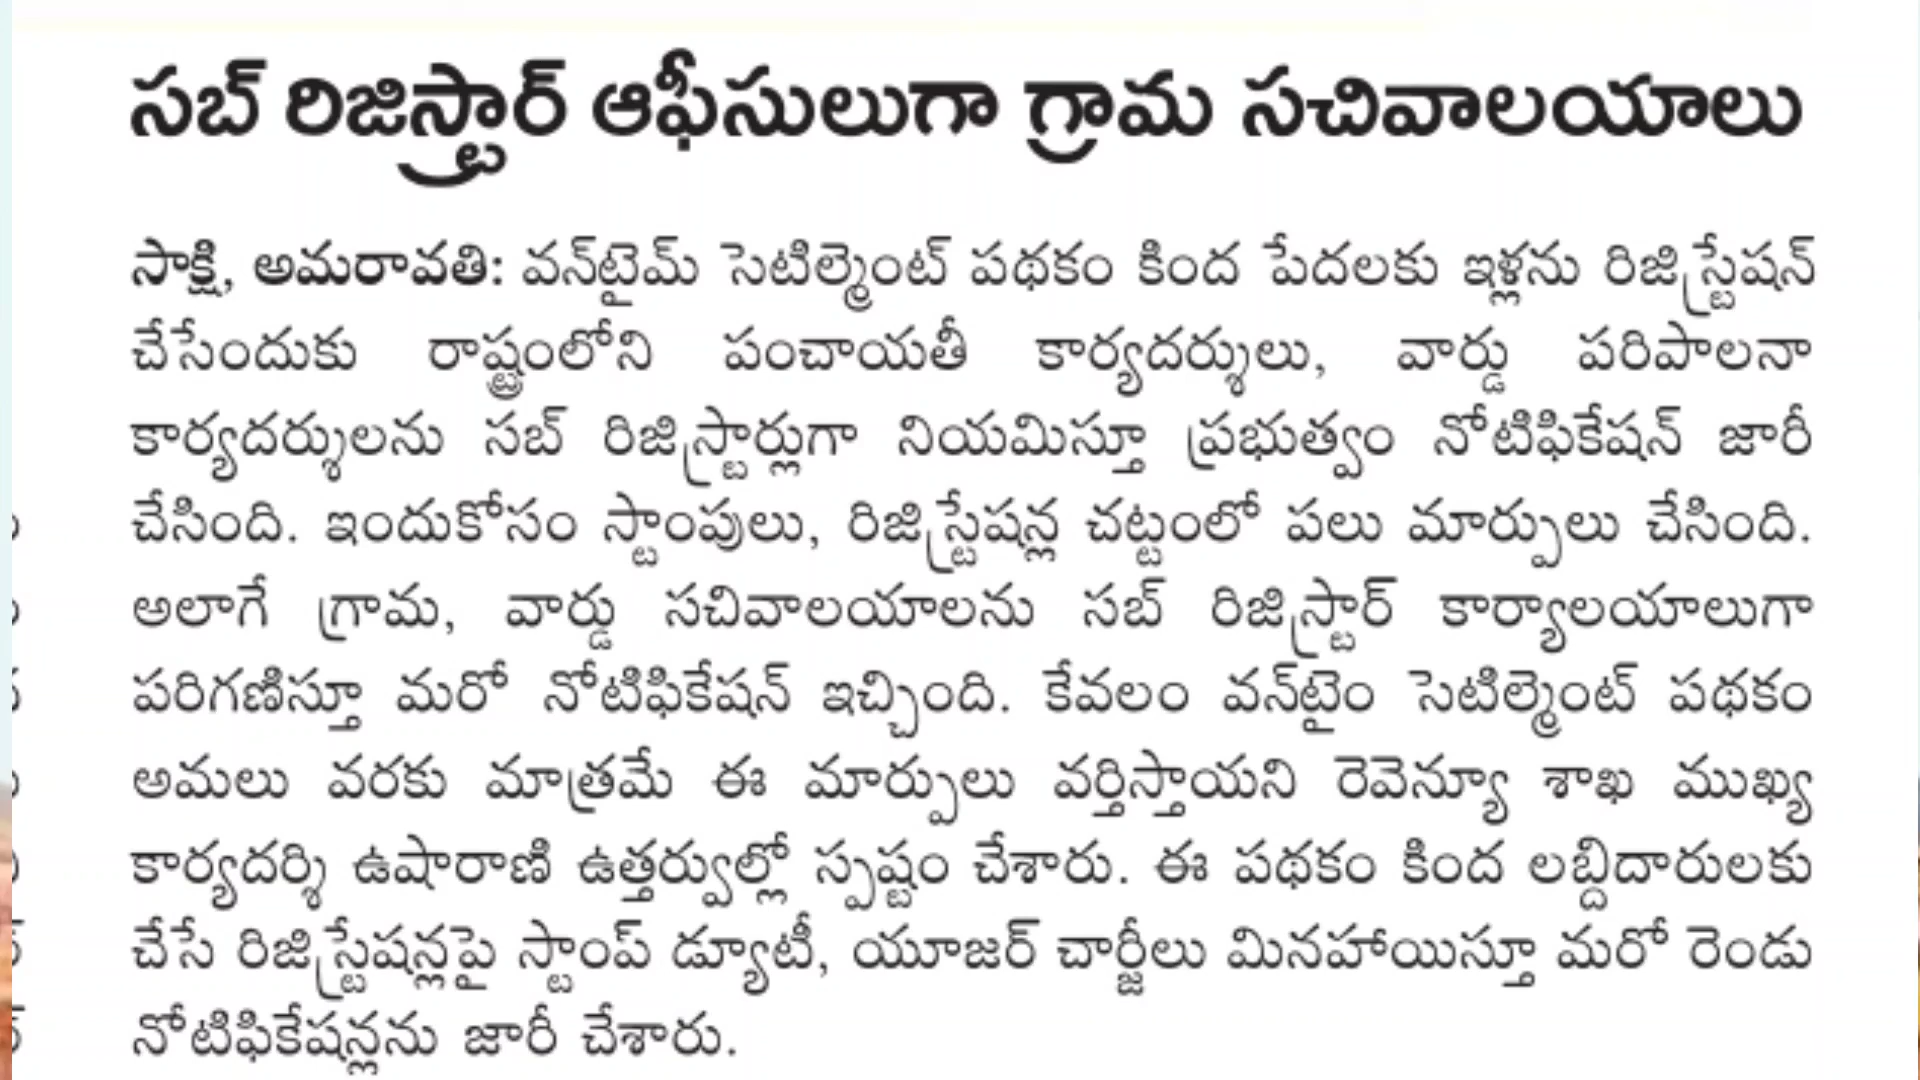 సబ్ రిజిస్ట్రార్ ఆఫీసులుగా గ్రామ సచివాలయాలు
సాక్షి, అమరావతి: వన్‌టైమ్ సెటిల్మెంట్ పథకం కింద పేదలకు ఇళ్లను రిజిస్ట్రేషన్
చేసేందుకు రాష్ట్రంలోని పంచాయతీ కార్యదర్శులు, వార్డు పరిపాలనా
కార్యదర్శులను సబ్ రిజిస్ట్రార్లుగా నియమిస్తూ ప్రభుత్వం నోటిఫికేషన్ జారీ
చేసింది. ఇందుకోసం స్టాంపులు, రిజిస్ట్రేషన్ల చట్టంలో పలు మార్పులు చేసింది.
అలాగే గ్రామ, వార్డు సచివాలయాలను సబ్ రిజిస్ట్రార్ కార్యాలయాలుగా
పరిగణిస్తూ మరో నోటిఫికేషన్ ఇచ్చింది. కేవలం వన్‌టైం సెటిల్మెంట్ పథకం
అమలు వరకు మాత్రమే ఈ మార్పులు వర్తిస్తాయని రెవెన్యూ శాఖ ముఖ్య
కార్యదర్శి ఉషారాణి ఉత్తర్వుల్లో స్పష్టం చేశారు. ఈ పథకం కింద లబ్ధిదారులకు
చేసే రిజిస్ట్రేషన్లపై స్టాంప్ డ్యూటీ, యూజర్ చార్జీలు మినహాయిస్తూ మరో రెండు
నోటిఫికేషన్లను జారీ చేశారు.